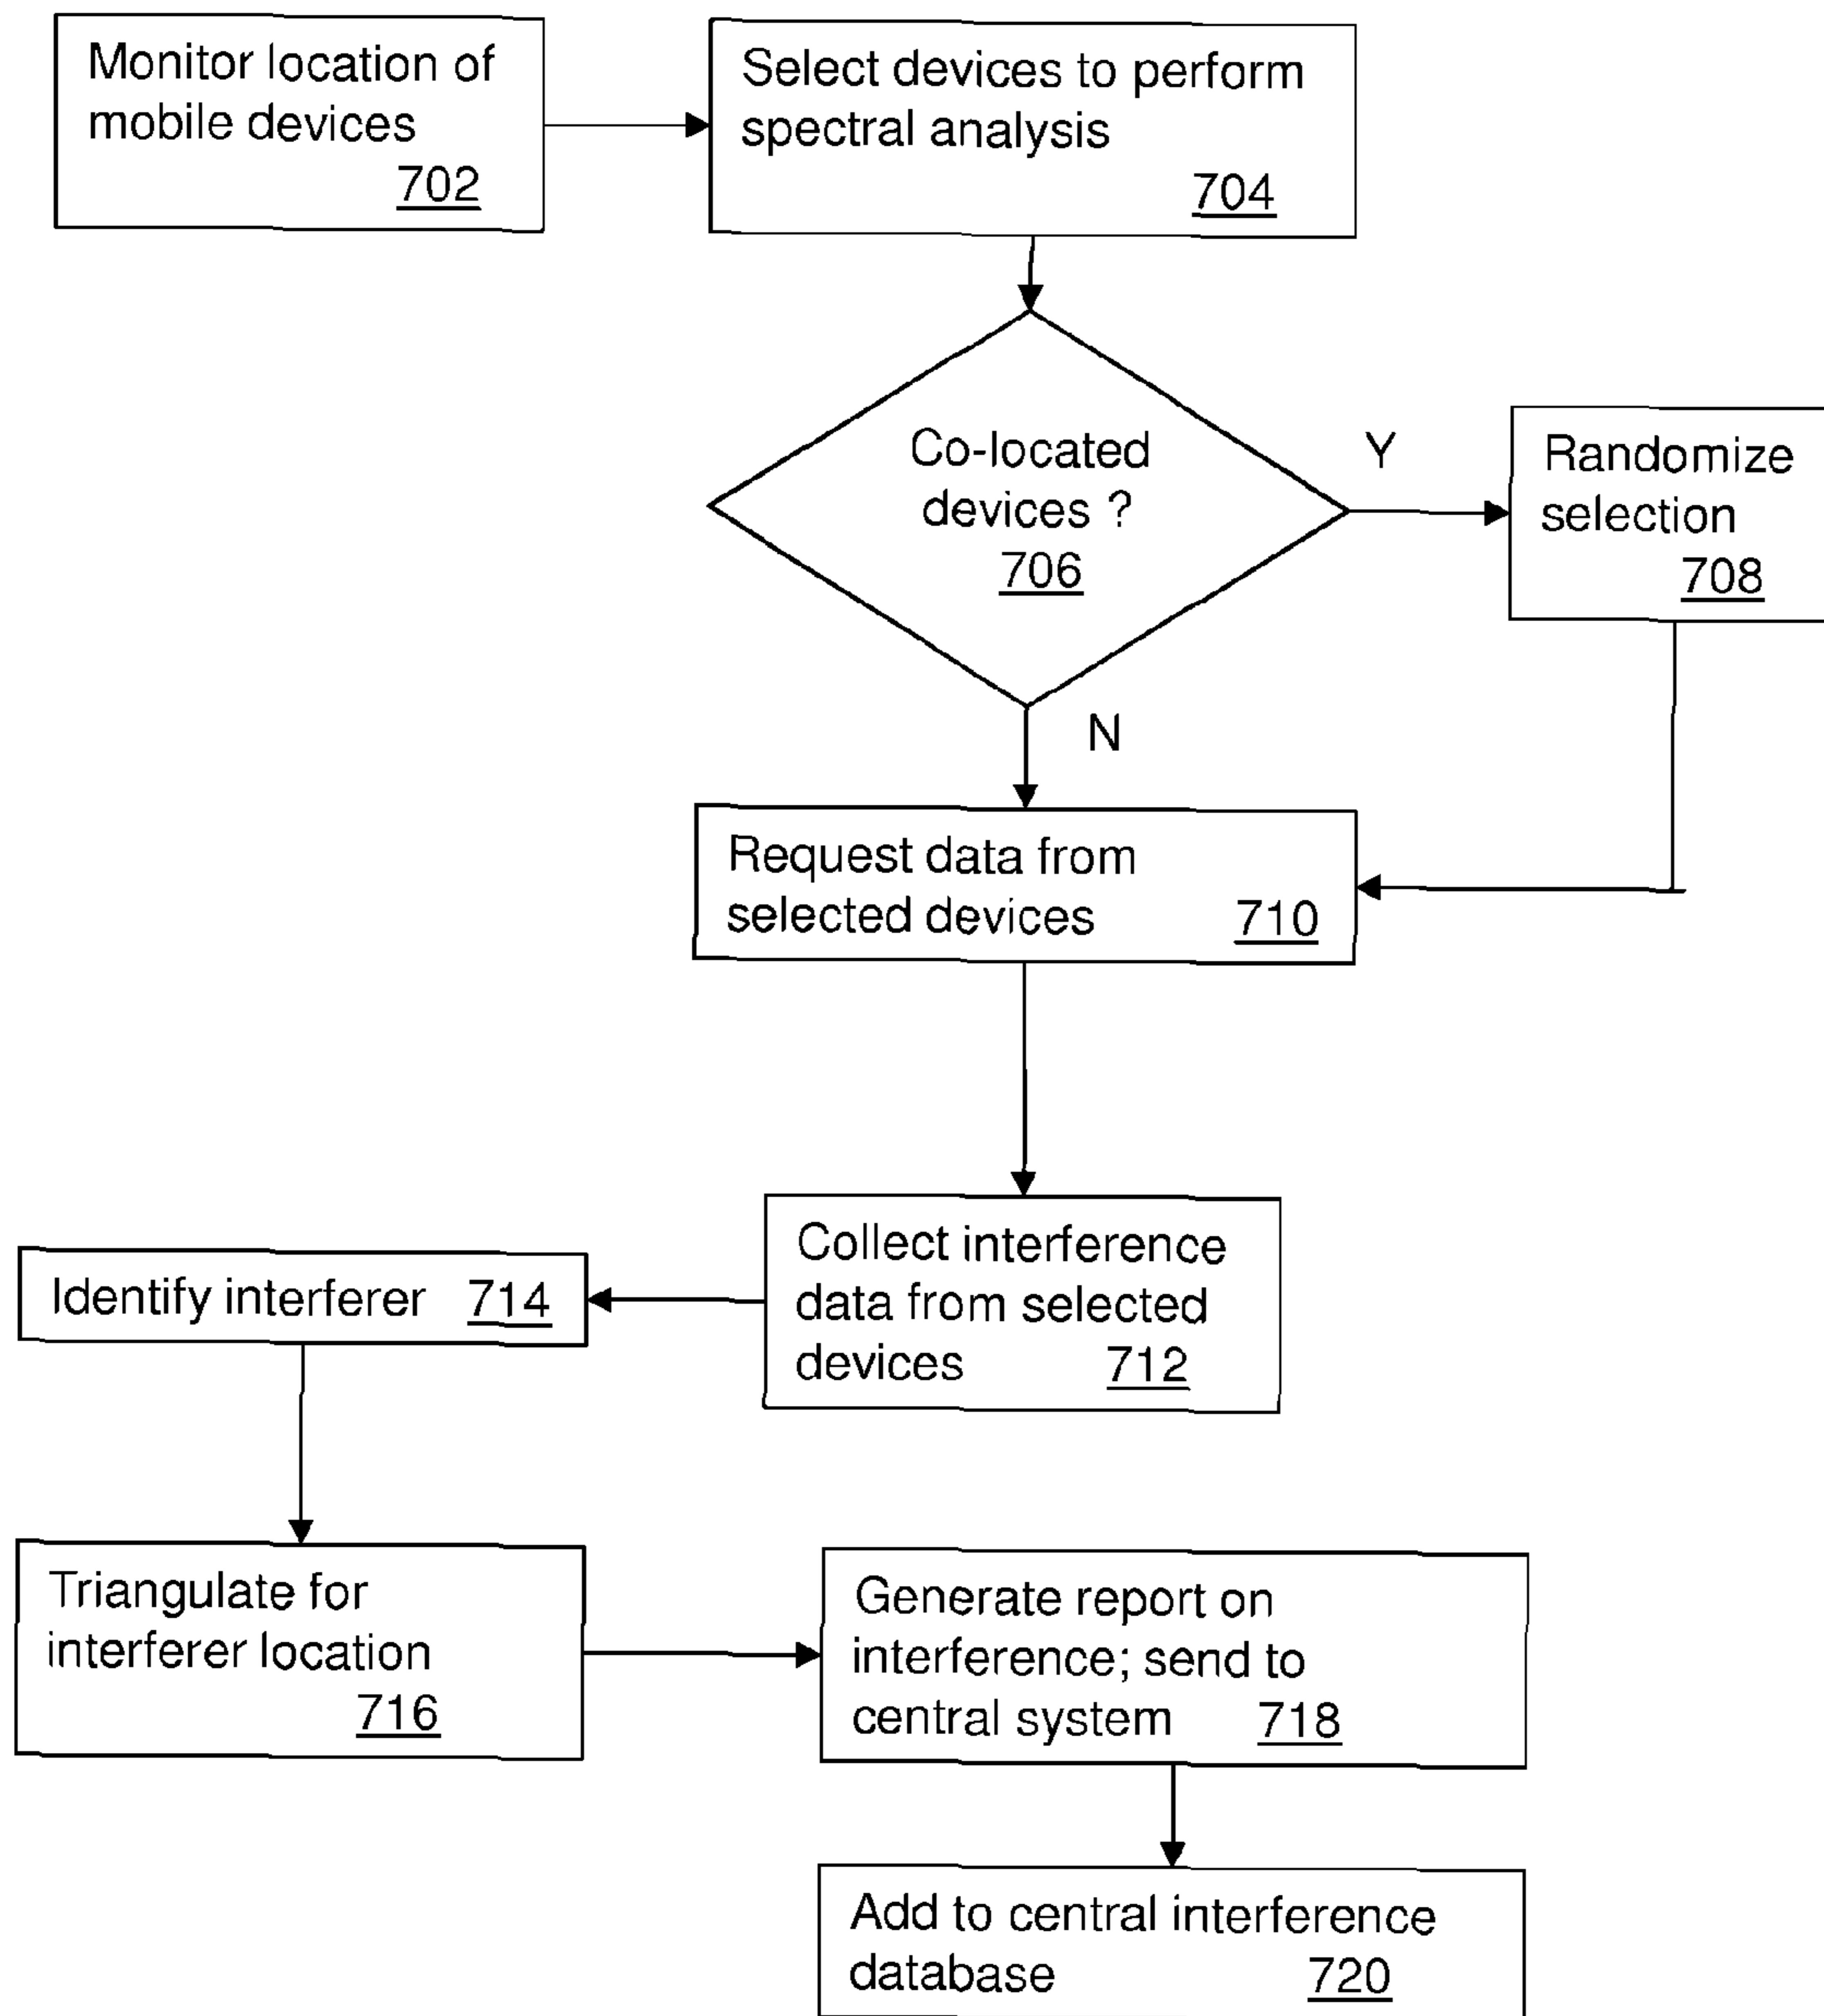 Monitor location of
mobile devices
702
Select devices to perform
spectral analysis
704
Co-located
devices ?
706
Y
Randomize
selection
708
N
Request data from
selected devices 710
Collect interference
data from selected
devices 712
Identify interferer 714
Triangulate for
interferer location
716
Generate report on
interference; send to
central system 718
Add to central interference
database 720